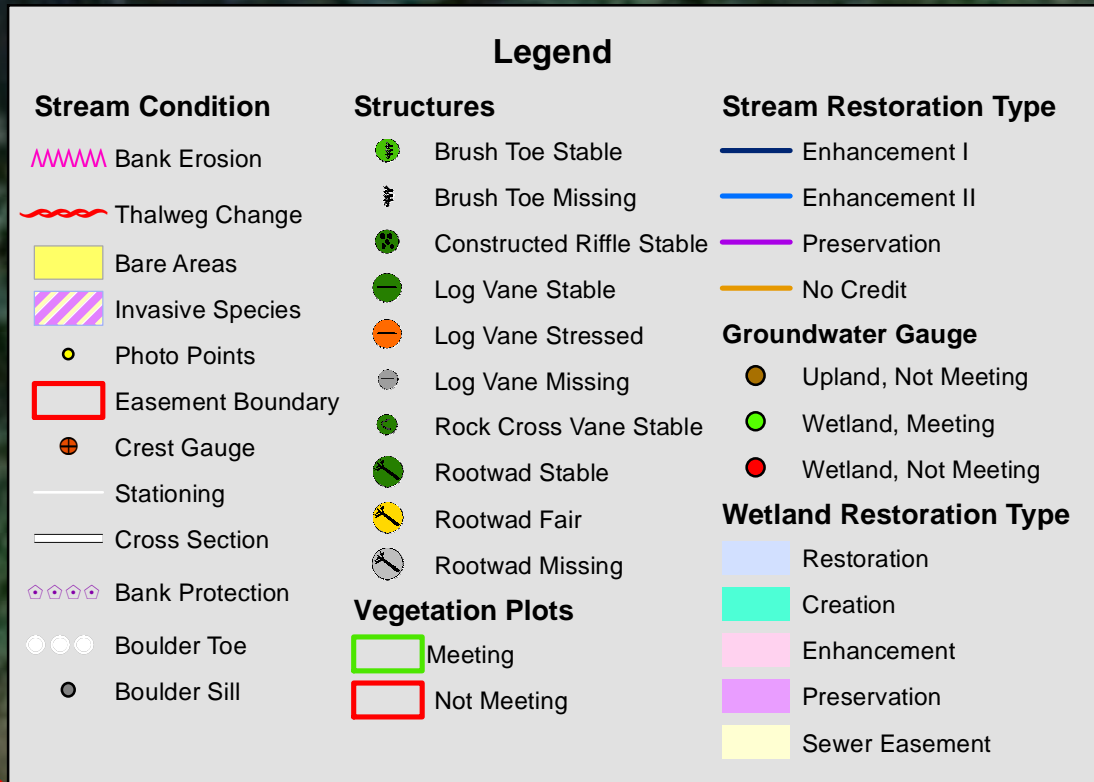 Legend
Stream Condition
Bank Erosion
Thalweg Change
Bare Areas
Invasive Species
Photo Points
Easement Boundary
Crest Gauge
Stationing
Cross Section
Bank Protection
Boulder Toe
Boulder Sill
Structures
Brush Toe Stable
Brush Toe Missing
Constructed Riffle Stable
Log Vane Stable
Log Vane Stressed
Log Vane Missing
Rock Cross Vane Stable
Rootwad Stable
Rootwad Fair
Rootwad Missing
Vegetation Plots
Meeting
Not Meeting
Stream Restoration Type
Enhancement I
Enhancement II
Preservation
No Credit
Groundwater Gauge
Upland, Not Meeting
Wetland, Meeting
Wetland, Not Meeting
Wetland Restoration Type
Restoration
Creation
Enhancement
Preservation
Sewer Easement